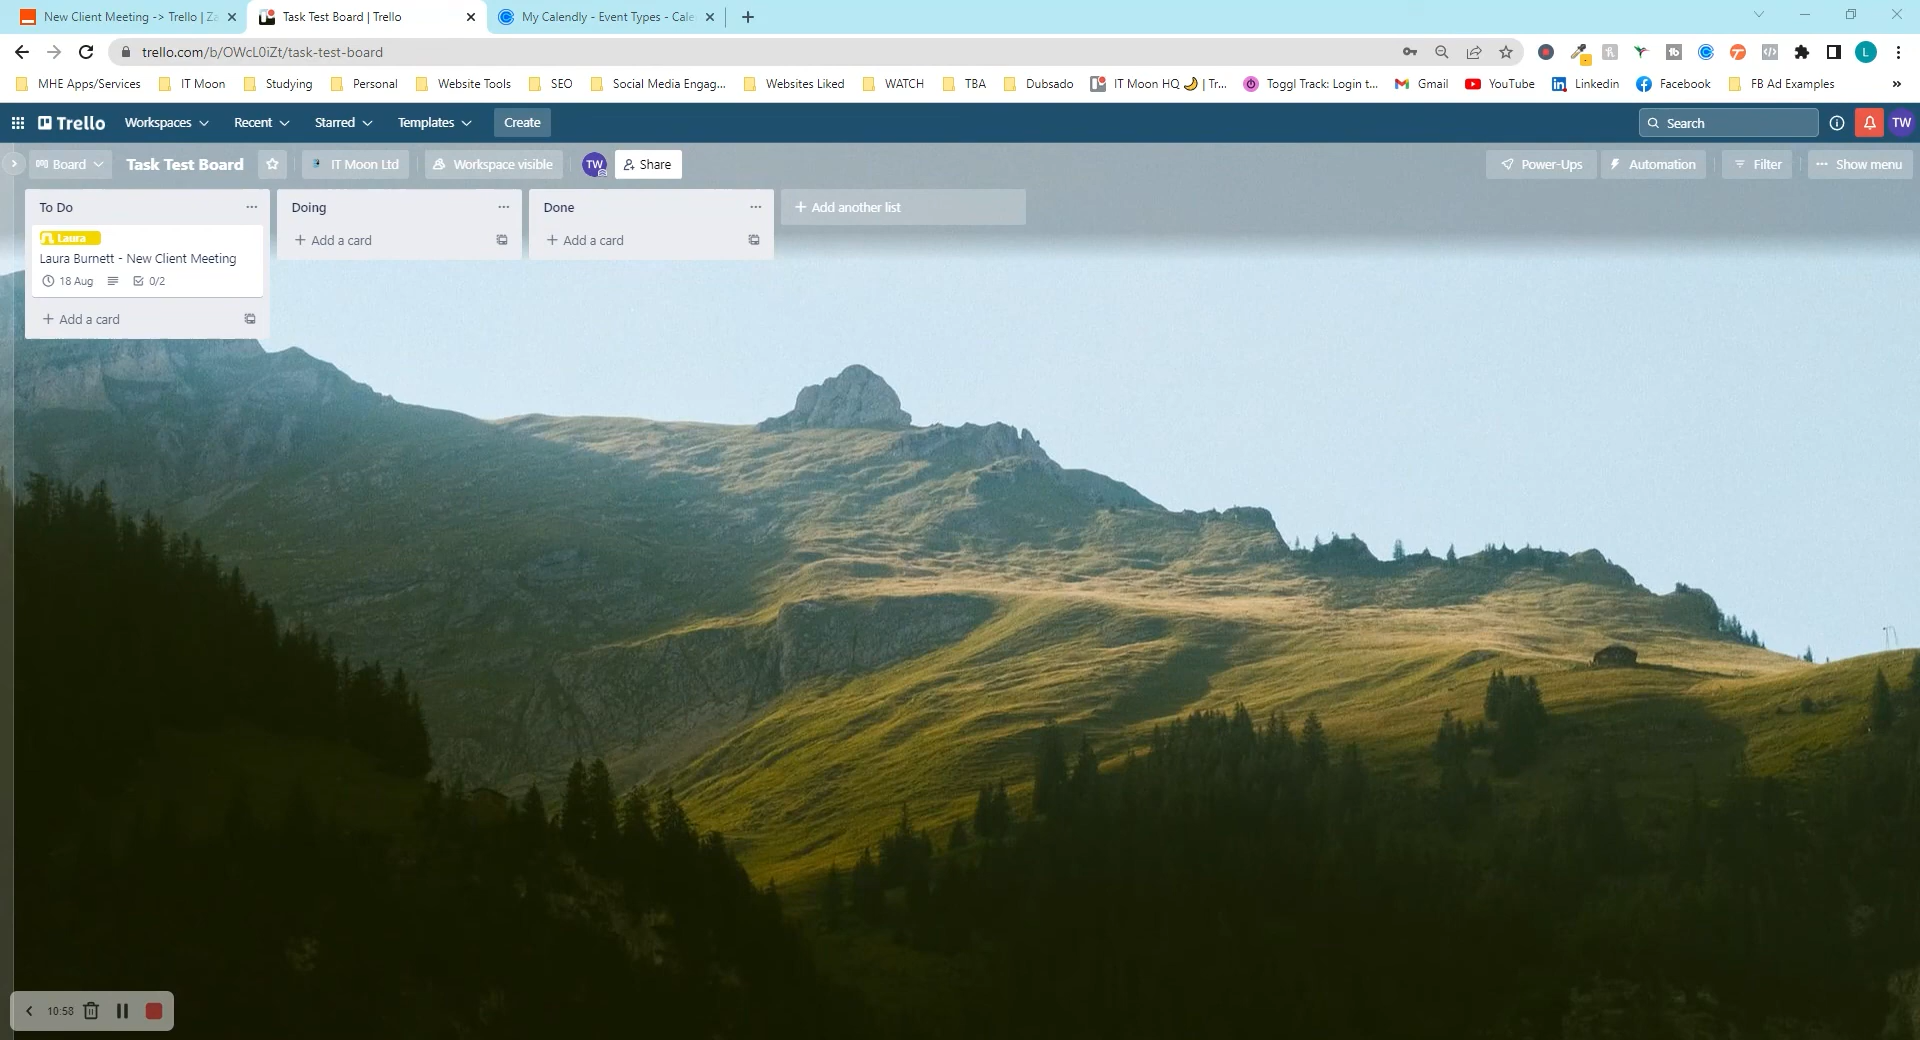 New Client Meeting -> Trello | Za
Task Test Board | Trello
My Calendly - Event Types - Cale
trello.com/b/OWcL0iZt/task-test-board
L
MHE Apps/Services
IT Moon
Studying
Personal
Website Tools
SEO
Social Media Engag...
Websites Liked
WATCH
TBA
Dubsado
IT Moon HQ 🌙 | Tr...
Toggl Track: Login t...
Gmail
YouTube
Linkedin
Facebook
FB Ad Examples
»
Trello
Workspaces
Recent
Starred
Templates
Create
Search
TW
Board
Task Test Board
IT Moon Ltd
Workspace visible
TW
Share
Power-Ups
Automation
Filter
Show menu
To Do
Doing
Done
+ Add another list
Laura
Laura Burnett - New Client Meeting
18 Aug
0/2
+ Add a card
+ Add a card
+ Add a card
10:58